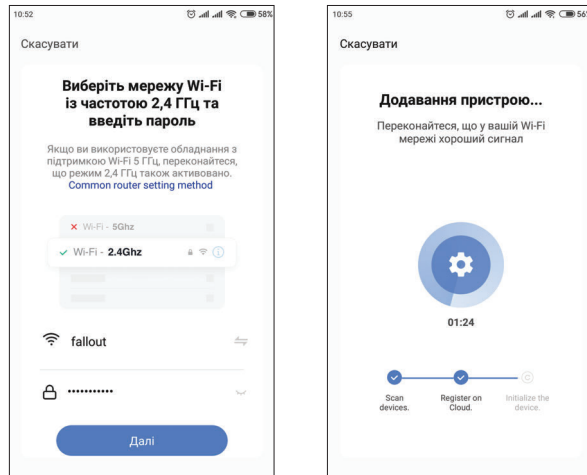 10:52
58%
Скасувати
Виберіть мережу Wi-Fi
із частотою 2,4 ГГц та
введіть пароль
Якщо ви використовуєте обладнання з
підтримкою Wi-Fi 5 ГГц, переконайтеся,
що режим 2,4 ГГц також активовано.
Common router setting method
Wi-Fi - 5Ghz
Wi-Fi - 2.4Ghz
fallout
•••••••••••
Далі
10:55
56
Скасувати
Додавання пристрою...
Переконайтеся, що у вашій Wi-Fi
мережі хороший сигнал
01:24
Scan
devices.
Register on
Cloud.
Initialize the
device.